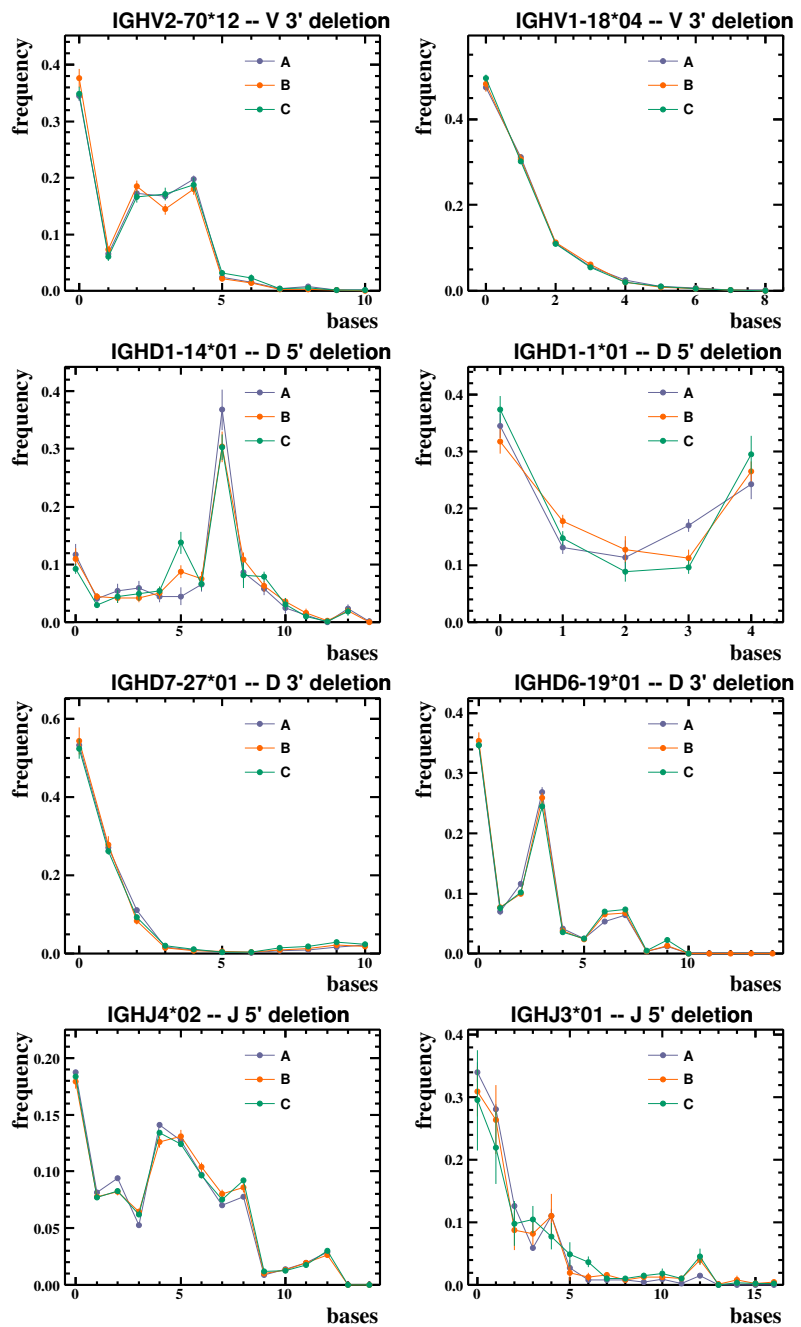 IGHV2-70*12 -- V 3' deletion
frequency
0.4
0.3
0.2
0.1
0.0
A
B
C
0 5 10
bases
IGHV1-18*04 -- V 3' deletion
frequency
0.4
0.2
0.0
A
B
C
0 2 4 6 8
bases
IGHD1-14*01 -- D 5' deletion
frequency
0.4
0.3
0.2
0.1
0.0
A
B
C
0 5 10
bases
IGHD1-1*01 -- D 5' deletion
frequency
0.4
0.3
0.2
0.1
0.0
A
B
C
0 1 2 3 4
bases
IGHD7-27*01 -- D 3' deletion
frequency
0.6
0.4
0.2
0.0
A
B
C
0 5 10
bases
IGHD6-19*01 -- D 3' deletion
frequency
0.4
0.3
0.2
0.1
0.0
A
B
C
0 5 10
bases
IGHJ4*02 -- J 5' deletion
frequency
0.20
0.15
0.10
0.05
0.00
A
B
C
0 5 10
bases
IGHJ3*01 -- J 5' deletion
frequency
0.4
0.3
0.2
0.1
0.0
A
B
C
0 5 10 15
bases